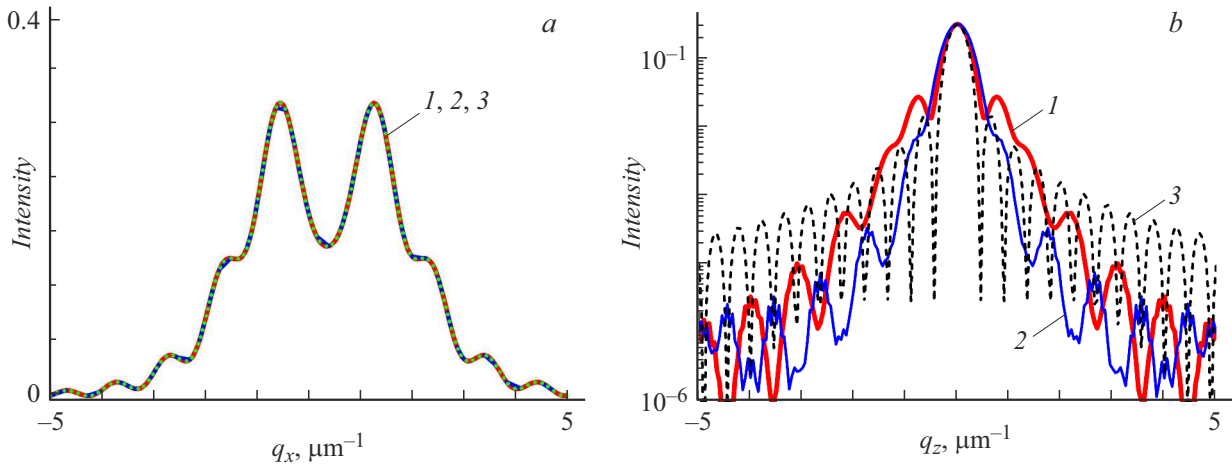 0.4
a
1, 2, 3
Intensity
0
–5
5
qx, μm–1
b
10–1
1
3
Intensity
2
10–6
–5
5
qz, μm–1